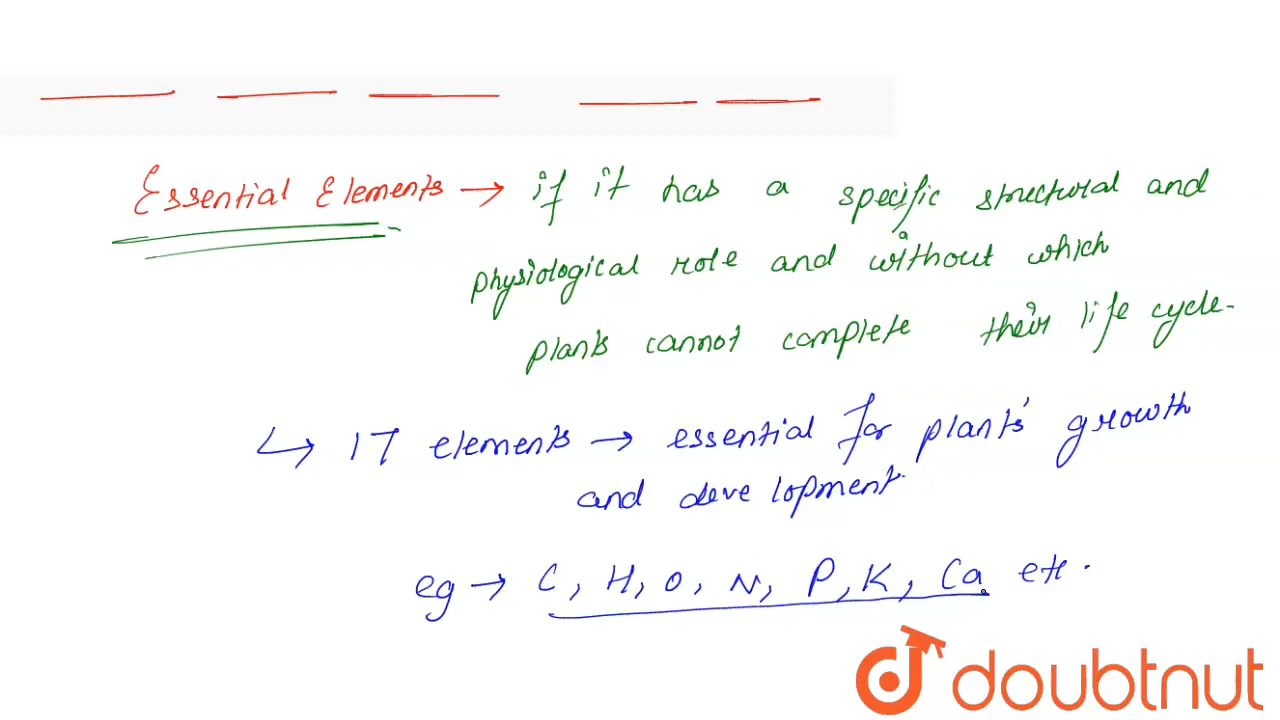 Essential Elements → if it has a specific structural and
physiological role and without which
plants cannot complete their life cycle.
↳ 17 elements → essential for plants' growth
and development.
eg → C, H, O, N, P, K, Ca etc.
doubtnut